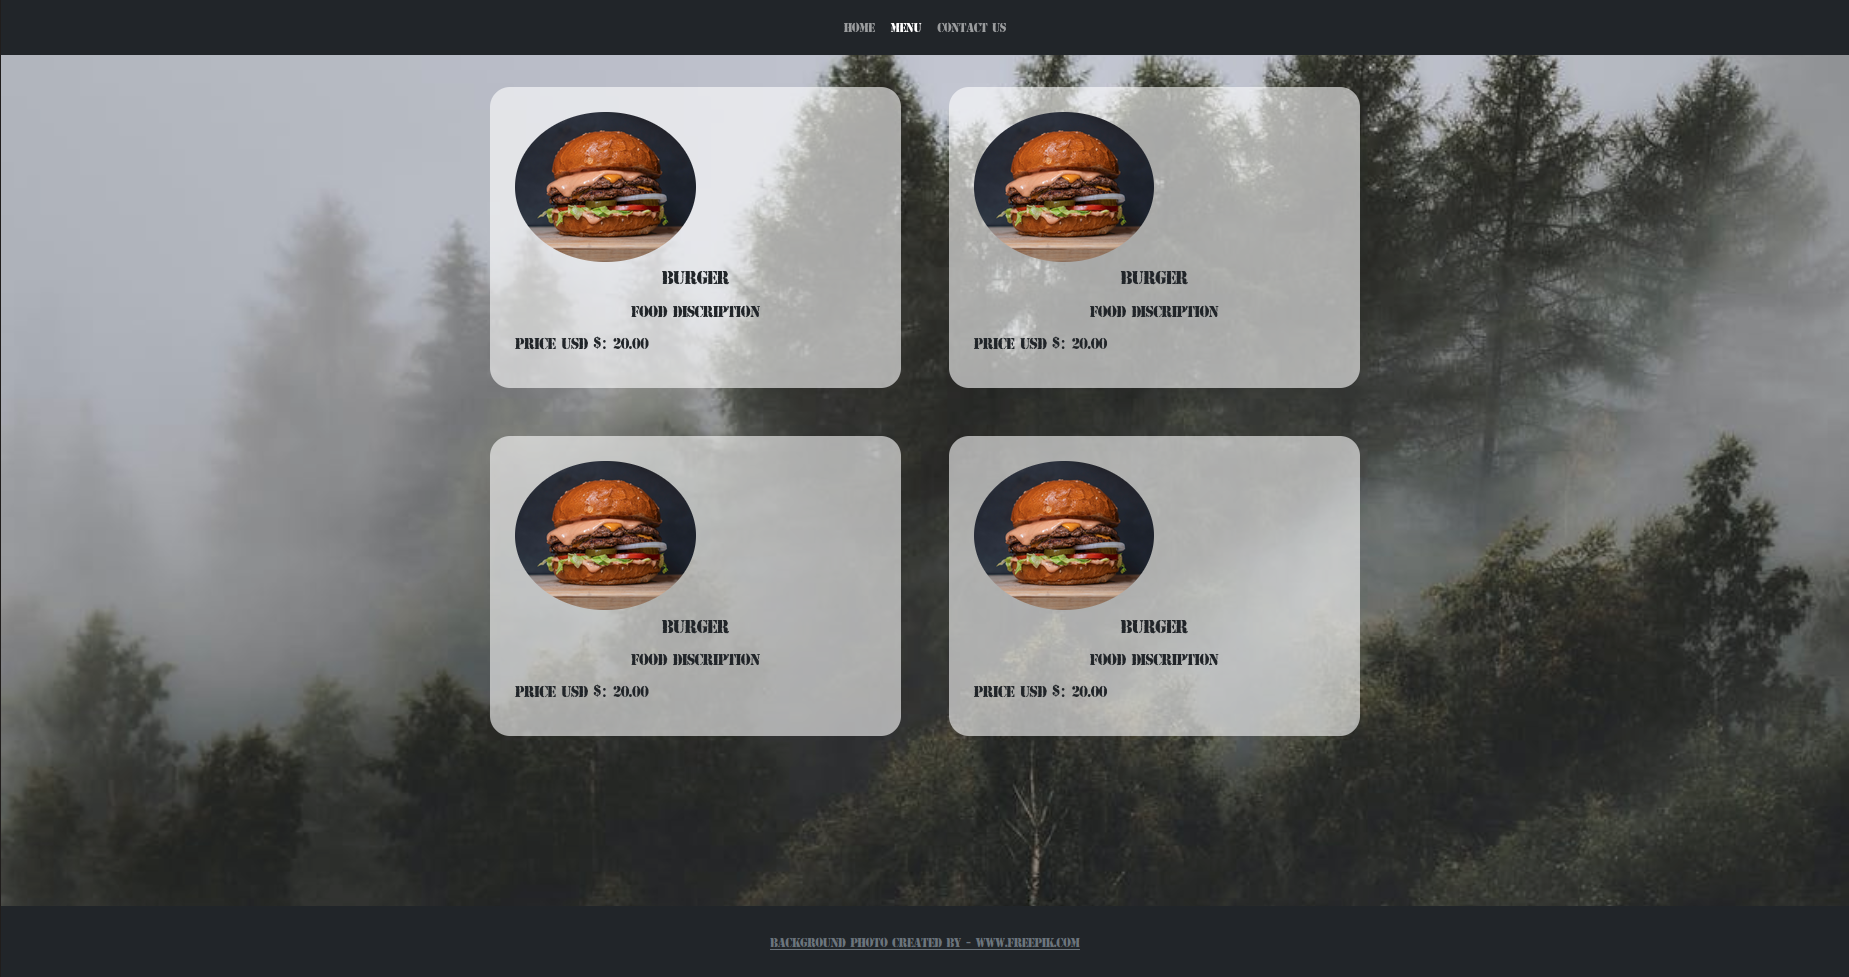 HOME MENU CONTACT US
BURGER
FOOD DISCRIPTION
PRICE USD $: 20.00
BURGER
FOOD DISCRIPTION
PRICE USD $: 20.00
BURGER
FOOD DISCRIPTION
PRICE USD $: 20.00
BURGER
FOOD DISCRIPTION
PRICE USD $: 20.00
BACKGROUND PHOTO CREATED BY - WWW.FREEPIK.COM